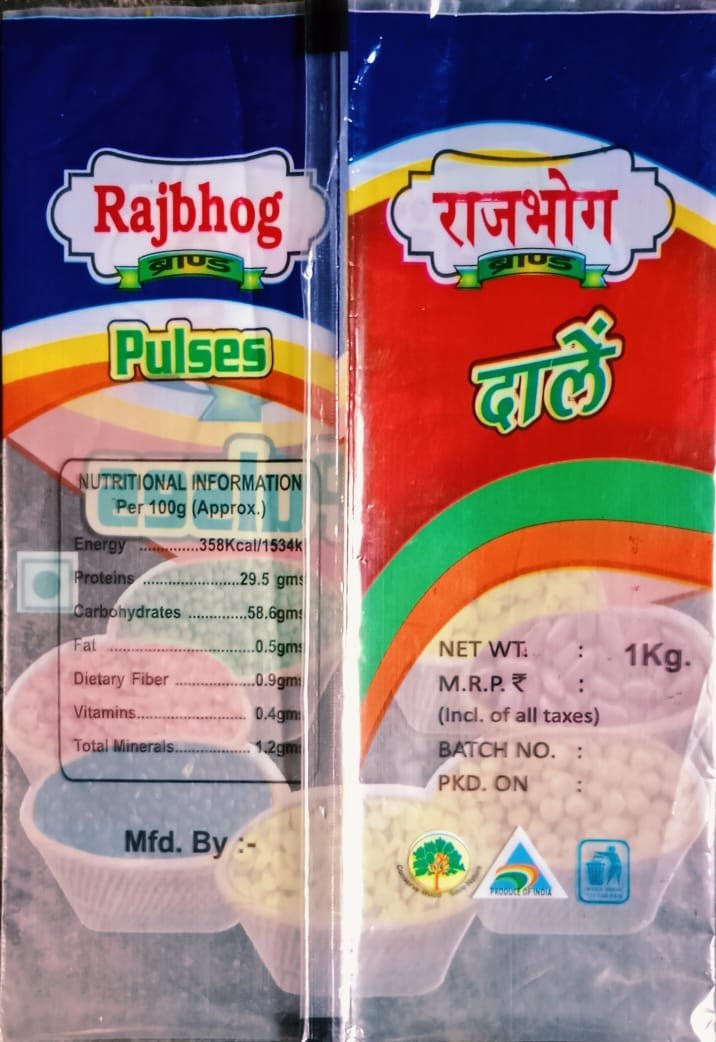 Rajbhog
ब्राण्ड
Pulses
NUTRITIONAL INFORMATION
Per 100g (Approx.)
Energy ..............358Kcal/1534k
Proteins ......................29.5 gms
Carbohydrates .............58.6gms
Fat .....................................0.5gms
Dietary Fiber ..................0.9gms
Vitamins..........................0.4gms
Total Minerals..................1.2gms
Mfd. By :-
राजभोग
ब्राण्ड
दालें
NET WT. : 1Kg.
M.R.P. ₹ :
(Incl. of all taxes)
BATCH NO. :
PKD. ON :
PRODUCE OF INDIA